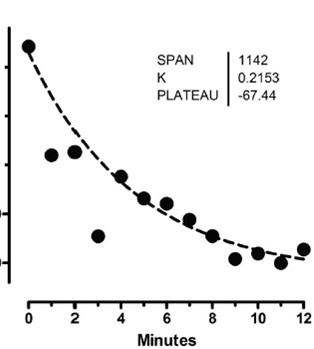 SPAN 1142
K 0.2153
PLATEAU -67.44
0 2 4 6 8 10 12
Minutes